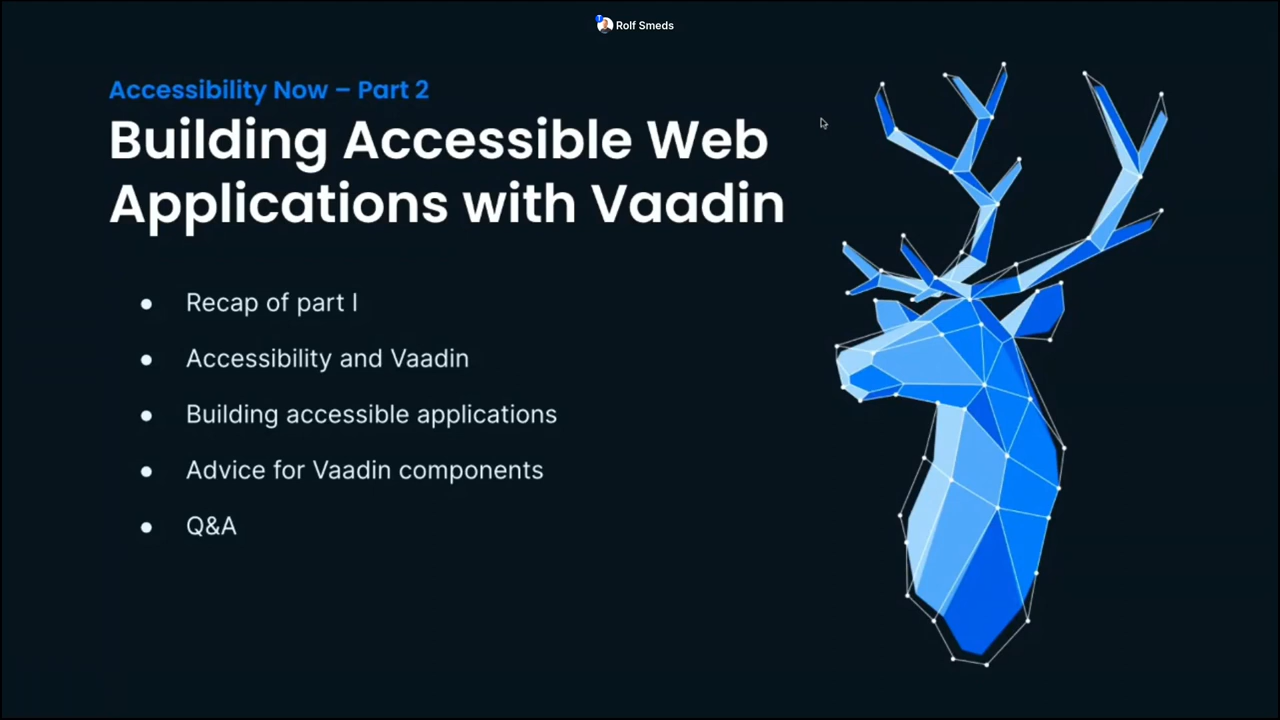 Rolf Smeds
Accessibility Now – Part 2
Building Accessible Web
Applications with Vaadin
● Recap of part I
● Accessibility and Vaadin
● Building accessible applications
● Advice for Vaadin components
● Q&A